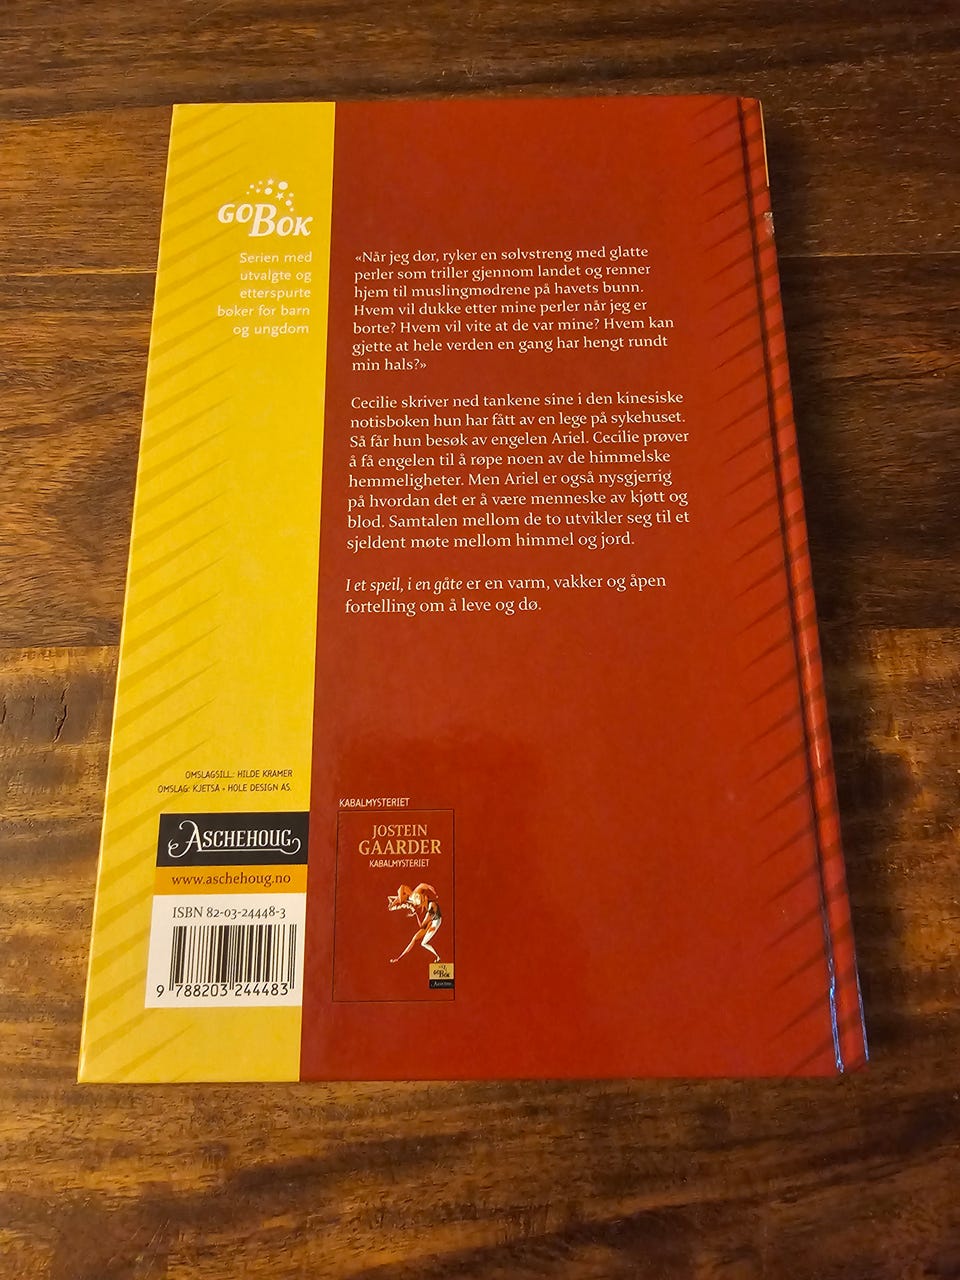 GO BOK
Serien med
utvalgte og
etterspurte
bøker for barn
og ungdom
«Når jeg dør, ryker en sølvstreng med glatte
perler som triller gjennom landet og renner
hjem til muslingmødrene på havets bunn.
Hvem vil dukke etter mine perler når jeg er
borte? Hvem vil vite at de var mine? Hvem kan
gjette at hele verden en gang har hengt rundt
min hals?»
Cecilie skriver ned tankene sine i den kinesiske
notisboken hun har fått av en lege på sykehuset.
Så får hun besøk av engelen Ariel. Cecilie prøver
å få engelen til å røpe noen av de himmelske
hemmeligheter. Men Ariel er også nysgjerrig
på hvordan det er å være menneske av kjøtt og
blod. Samtalen mellom de to utvikler seg til et
sjeldent møte mellom himmel og jord.
I et speil, i en gåte er en varm, vakker og åpen
fortelling om å leve og dø.
OMSLAGSILL.: HILDE KRAMER
OMSLAG: KJETSÅ - HOLE DESIGN AS.
ASCHEHOUG
www.aschehoug.no
ISBN 82-03-24448-3
9 788203 244483
KABALMYSTERIET
JOSTEIN
GAARDER
KABALMYSTERIET
GO BOK